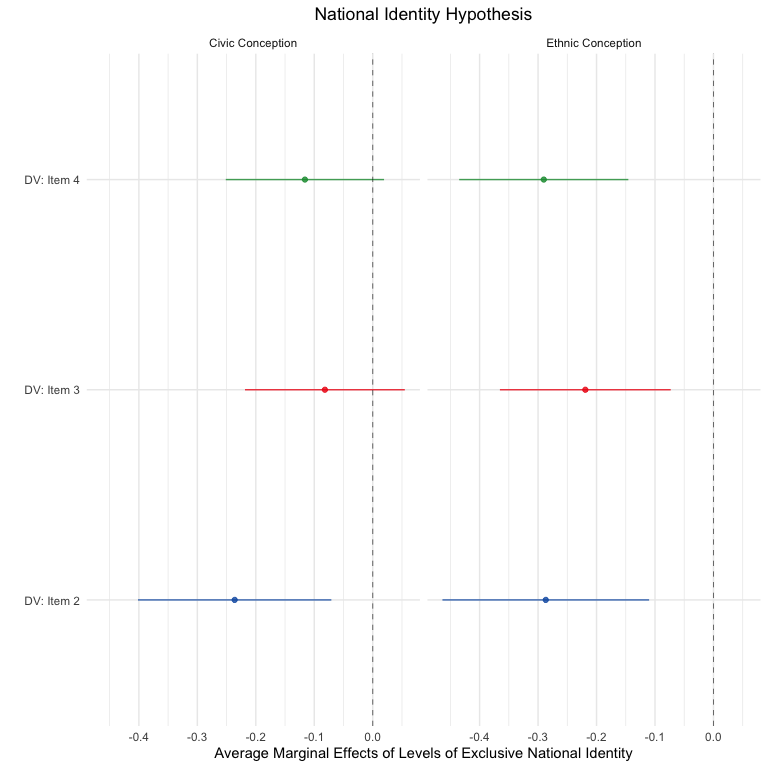 National Identity Hypothesis
Civic Conception
Ethnic Conception
DV: Item 4
DV: Item 3
DV: Item 2
-0.4 -0.3 -0.2 -0.1 0.0 -0.4 -0.3 -0.2 -0.1 0.0
Average Marginal Effects of Levels of Exclusive National Identity